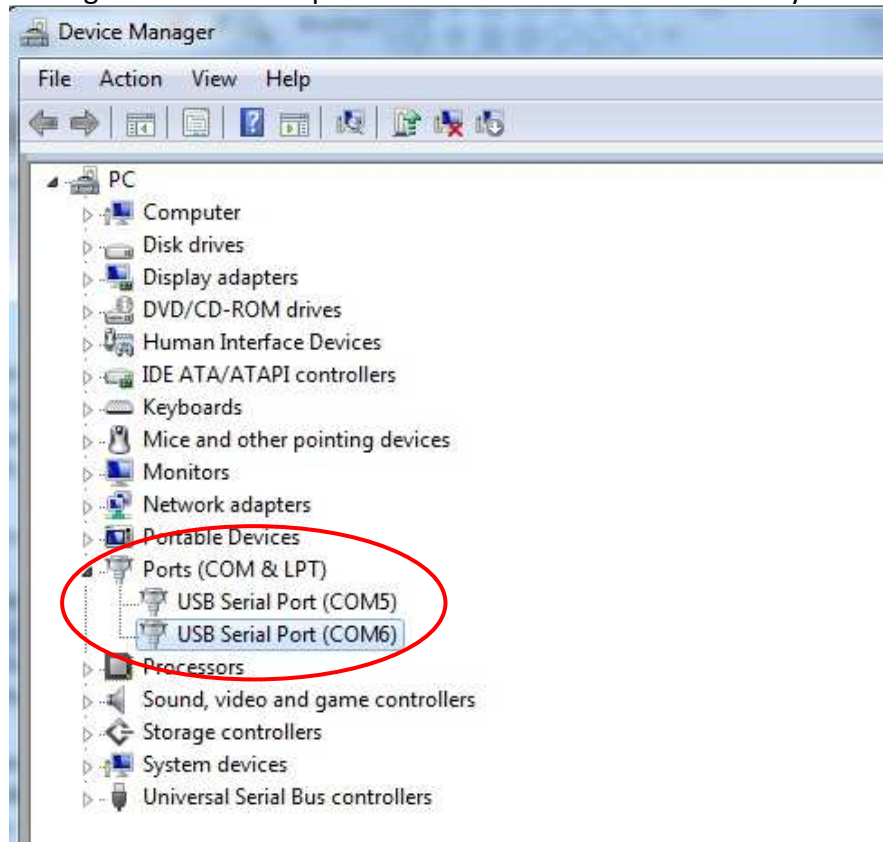 Device Manager
File Action View Help
PC
Computer
Disk drives
Display adapters
DVD/CD-ROM drives
Human Interface Devices
IDE ATA/ATAPI controllers
Keyboards
Mice and other pointing devices
Monitors
Network adapters
Portable Devices
Ports (COM & LPT)
USB Serial Port (COM5)
USB Serial Port (COM6)
Processors
Sound, video and game controllers
Storage controllers
System devices
Universal Serial Bus controllers